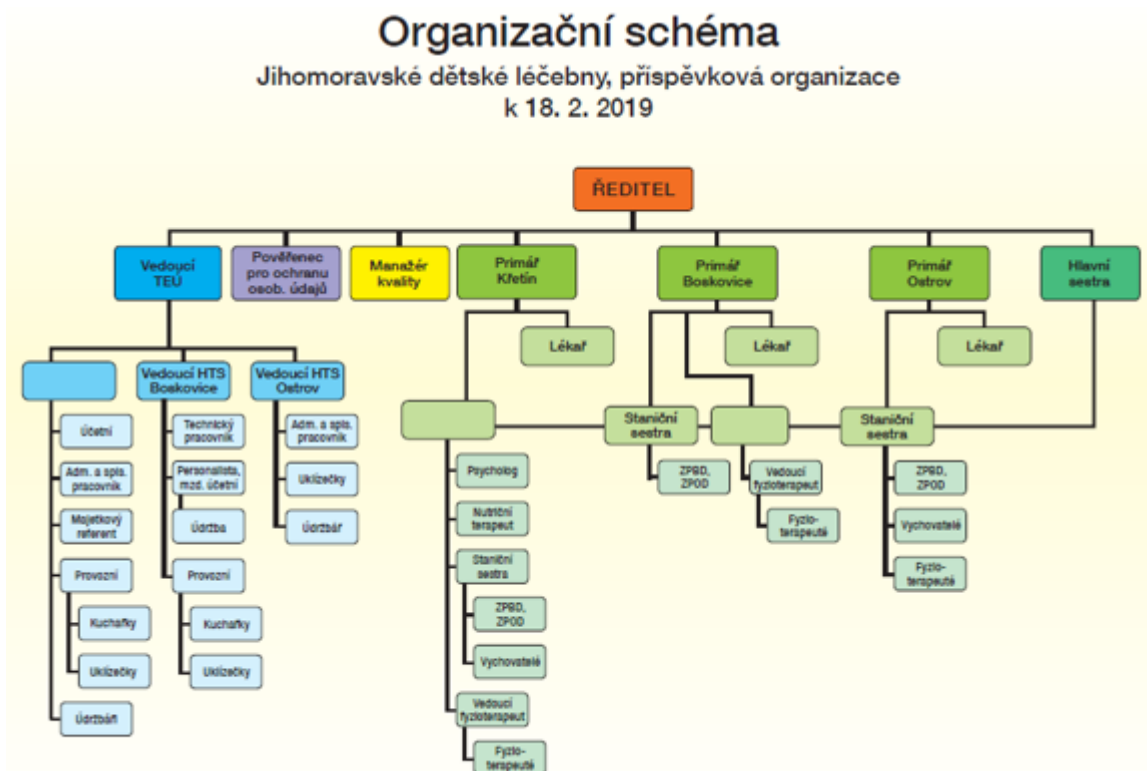 Organizační schéma
Jihomoravské dětské léčebny, příspěvková organizace
k 18. 2. 2019
ŘEDITEL
Vedoucí
TEÚ
Pověřenec
pro ochranu
osob. údajů
Manažér
kvality
Primář
Křetín
Primář
Boskovice
Primář
Ostrov
Hlavní
sestra
Lékař
Lékař
Lékař
Vedoucí HTS
Boskovice
Vedoucí HTS
Ostrov
Staniční
sestra
Staniční
sestra
Účetní
Adm. a spis.
pracovník
Majetkový
referent
Provozní
Kuchařky
Uklízečky
Údržbáři
Technický
pracovník
Personalista,
mzd. účetní
Údržba
Provozní
Kuchařky
Uklízečky
Adm. a spis.
pracovník
Uklízečky
Údržbář
Psycholog
Nutriční
terapeut
Staniční
sestra
ZPBD,
ZPOD
Vychovatelé
Vedoucí
fyzioterapeut
Fyzio-
terapeuté
ZPBD,
ZPOD
Vedoucí
fyzioterapeut
Fyzio-
terapeuté
ZPBD,
ZPOD
Vychovatelé
Fyzio-
terapeuté